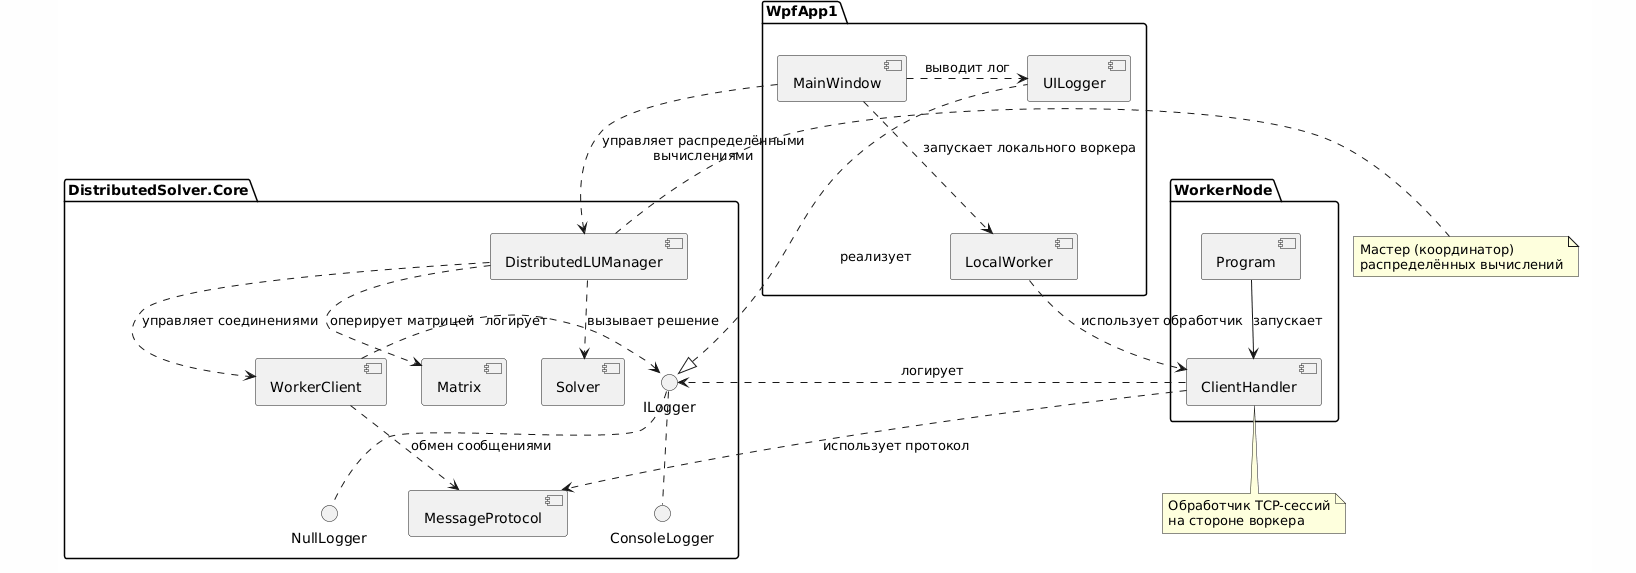 WpfApp1
MainWindow
выводит лог
UILogger
управляет распределёнными
вычислениями
запускает локального воркера
DistributedSolver.Core
WorkerNode
DistributedLUManager
реализует
LocalWorker
Program
Мастер (координатор)
распределённых вычислений
управляет соединениями
оперирует матрицей
логирует
вызывает решение
использует обработчик
запускает
WorkerClient
Matrix
Solver
ILogger
логирует
ClientHandler
обмен сообщениями
использует протокол
NullLogger
MessageProtocol
ConsoleLogger
Обработчик TCP-сессий
на стороне воркера